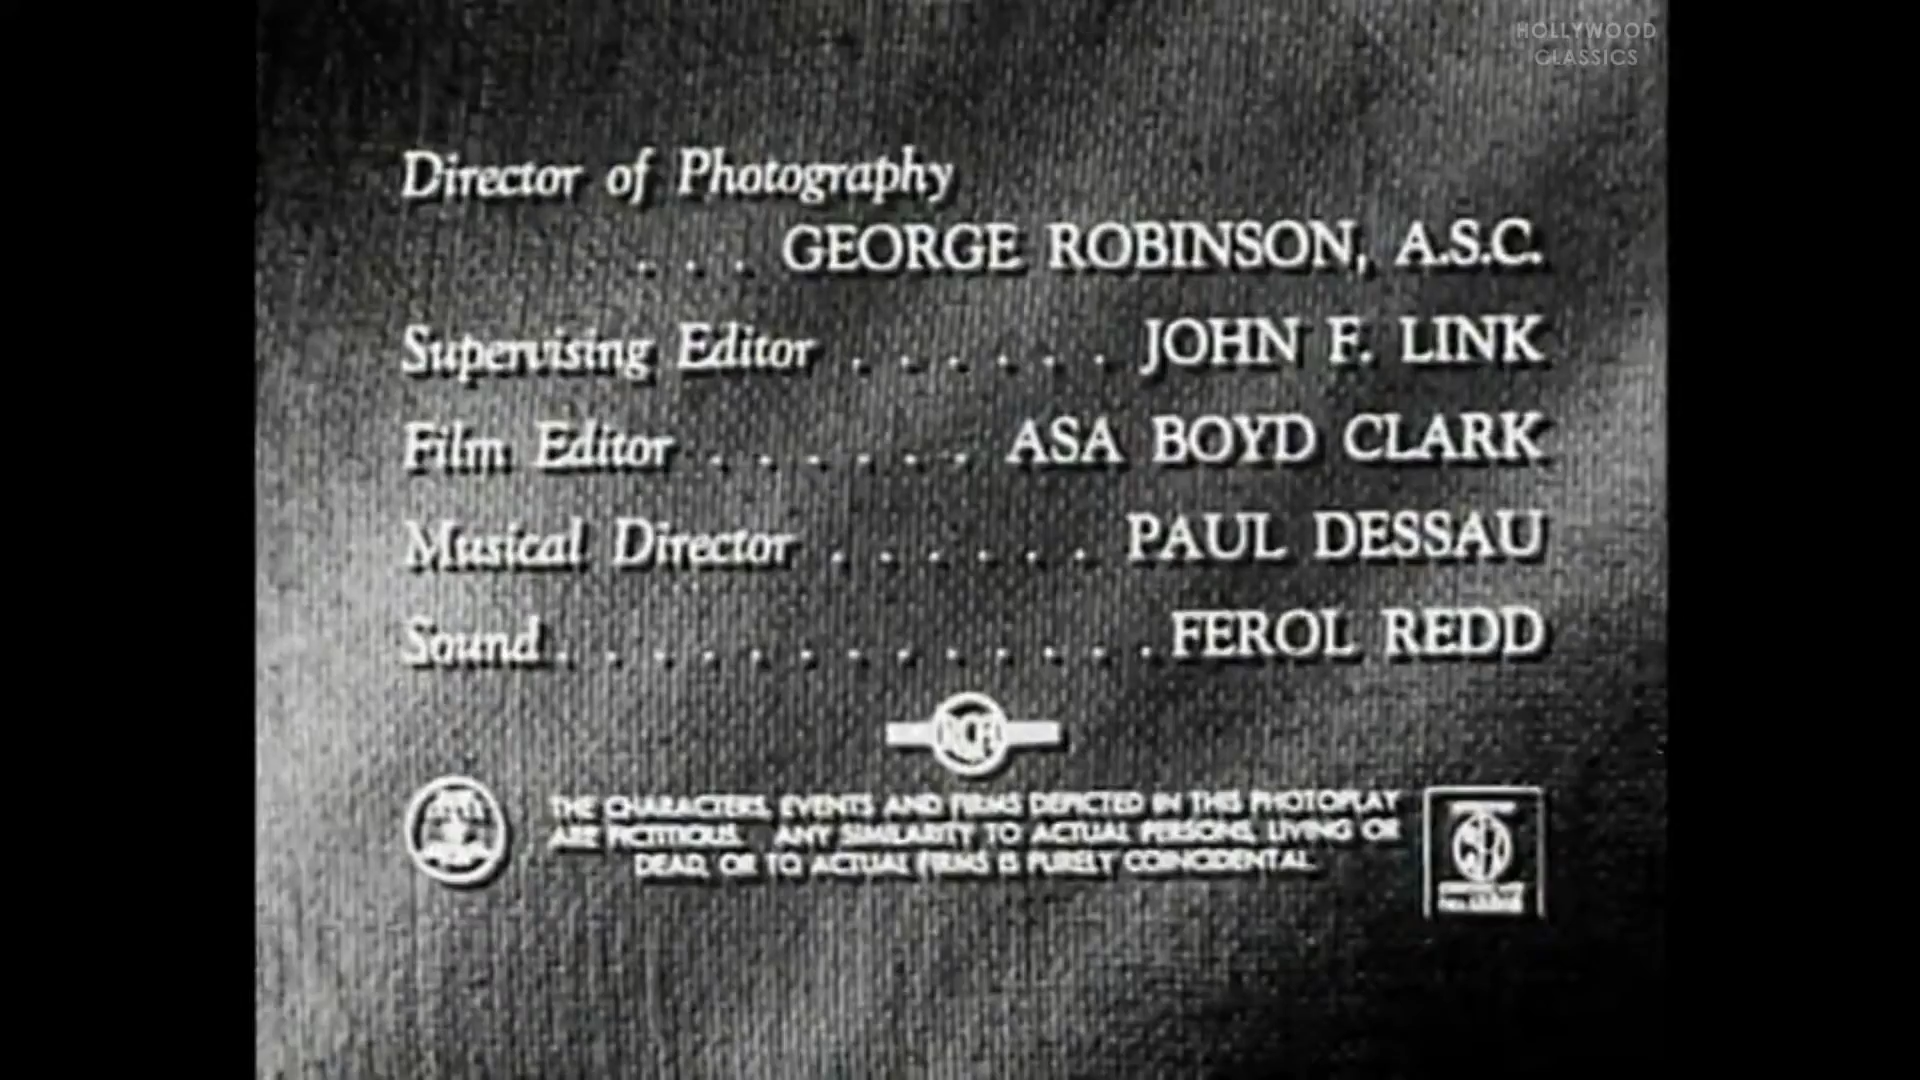 HOLLYWOOD
CLASSICS
Director of Photography
. . . GEORGE ROBINSON, A.S.C.
Supervising Editor . . . . . . JOHN F. LINK
Film Editor . . . . . . ASA BOYD CLARK
Musical Director . . . . . . PAUL DESSAU
Sound . . . . . . . . . . . . . FEROL REDD
RCA
THE CHARACTERS, EVENTS AND FIRMS DEPICTED IN THIS PHOTOPLAY
ARE FICTITIOUS. ANY SIMILARITY TO ACTUAL PERSONS, LIVING OR
DEAD, OR TO ACTUAL FIRMS IS PURELY COINCIDENTAL.